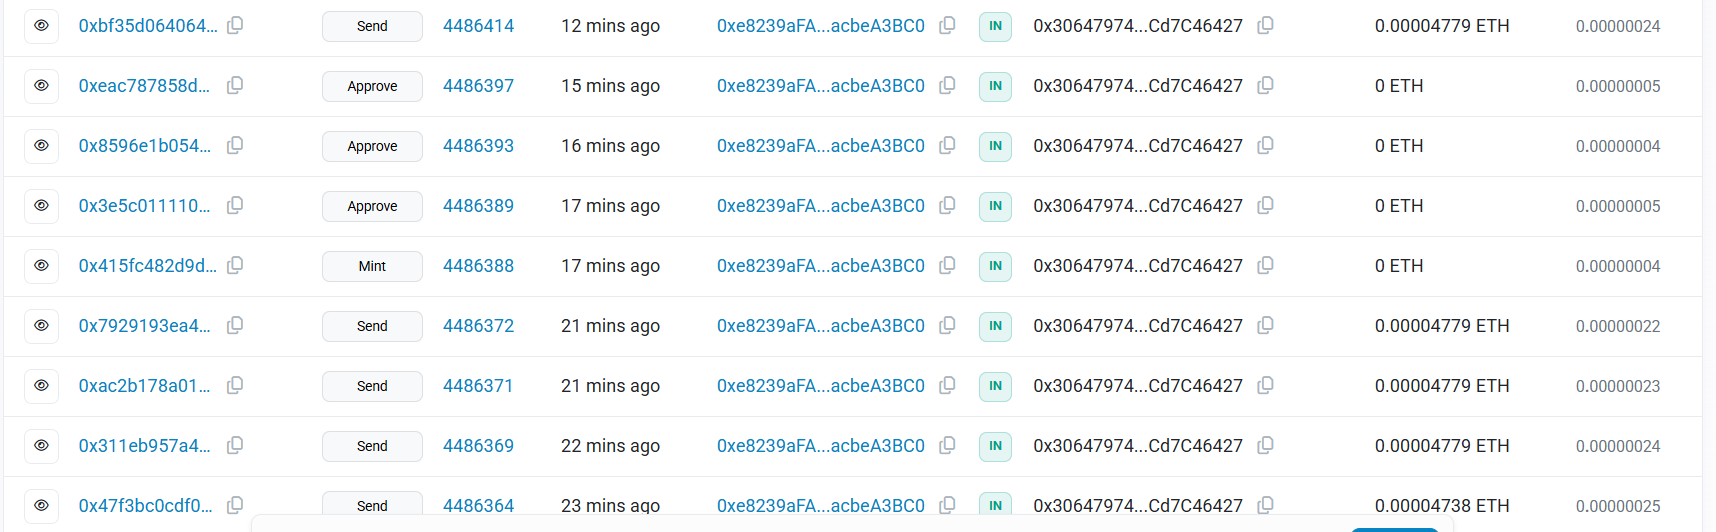 0xbf35d064064... Send 4486414 12 mins ago 0xe8239aFA...acbeA3BC0 IN 0x30647974...Cd7C46427 0.00004779 ETH 0.00000024
0xeac787858d... Approve 4486397 15 mins ago 0xe8239aFA...acbeA3BC0 IN 0x30647974...Cd7C46427 0 ETH 0.00000005
0x8596e1b054... Approve 4486393 16 mins ago 0xe8239aFA...acbeA3BC0 IN 0x30647974...Cd7C46427 0 ETH 0.00000004
0x3e5c011110... Approve 4486389 17 mins ago 0xe8239aFA...acbeA3BC0 IN 0x30647974...Cd7C46427 0 ETH 0.00000005
0x415fc482d9d... Mint 4486388 17 mins ago 0xe8239aFA...acbeA3BC0 IN 0x30647974...Cd7C46427 0 ETH 0.00000004
0x7929193ea4... Send 4486372 21 mins ago 0xe8239aFA...acbeA3BC0 IN 0x30647974...Cd7C46427 0.00004779 ETH 0.00000022
0xac2b178a01... Send 4486371 21 mins ago 0xe8239aFA...acbeA3BC0 IN 0x30647974...Cd7C46427 0.00004779 ETH 0.00000023
0x311eb957a4... Send 4486369 22 mins ago 0xe8239aFA...acbeA3BC0 IN 0x30647974...Cd7C46427 0.00004779 ETH 0.00000024
0x47f3bc0cdf0... Send 4486364 23 mins ago 0xe8239aFA...acbeA3BC0 IN 0x30647974...Cd7C46427 0.00004738 ETH 0.00000025